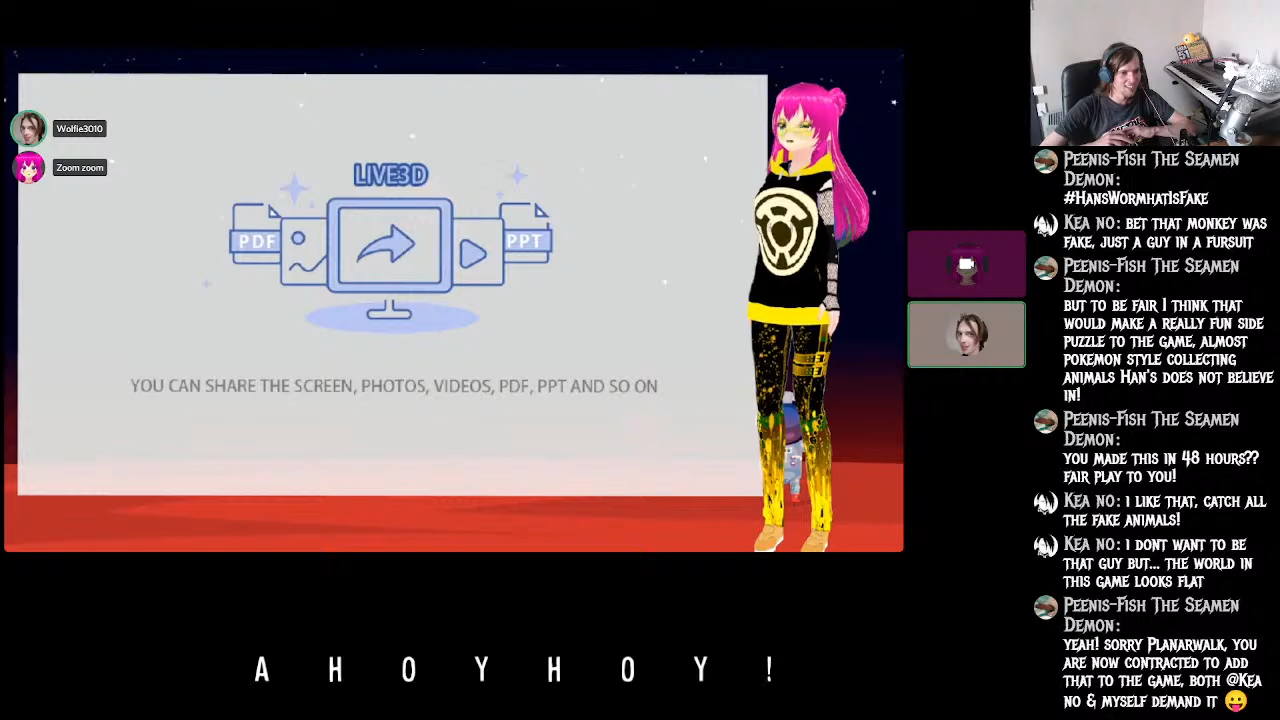 Wolfie3010
Zoom zoom
LIVE3D
PDF
PPT
YOU CAN SHARE THE SCREEN, PHOTOS, VIDEOS, PDF, PPT AND SO ON
AHOYHOY!
Peenis-Fish The Seamen
Demon:
#HansWormhatIsFake
Kea no: bet that monkey was
fake, just a guy in a fursuit
Peenis-Fish The Seamen
Demon:
but to be fair I think that
would make a really fun side
puzzle to the game, almost
pokemon style collecting
animals Han's does not believe
in!
Peenis-Fish The Seamen
Demon:
you made this in 48 hours??
fair play to you!
Kea no: i like that, catch all
the fake animals!
Kea no: i dont want to be
that guy but... the world in
this game looks flat
Peenis-Fish The Seamen
Demon:
yeah! sorry Planarwalk, you
are now contracted to add
that to the game, both @Kea
no & myself demand it 😛